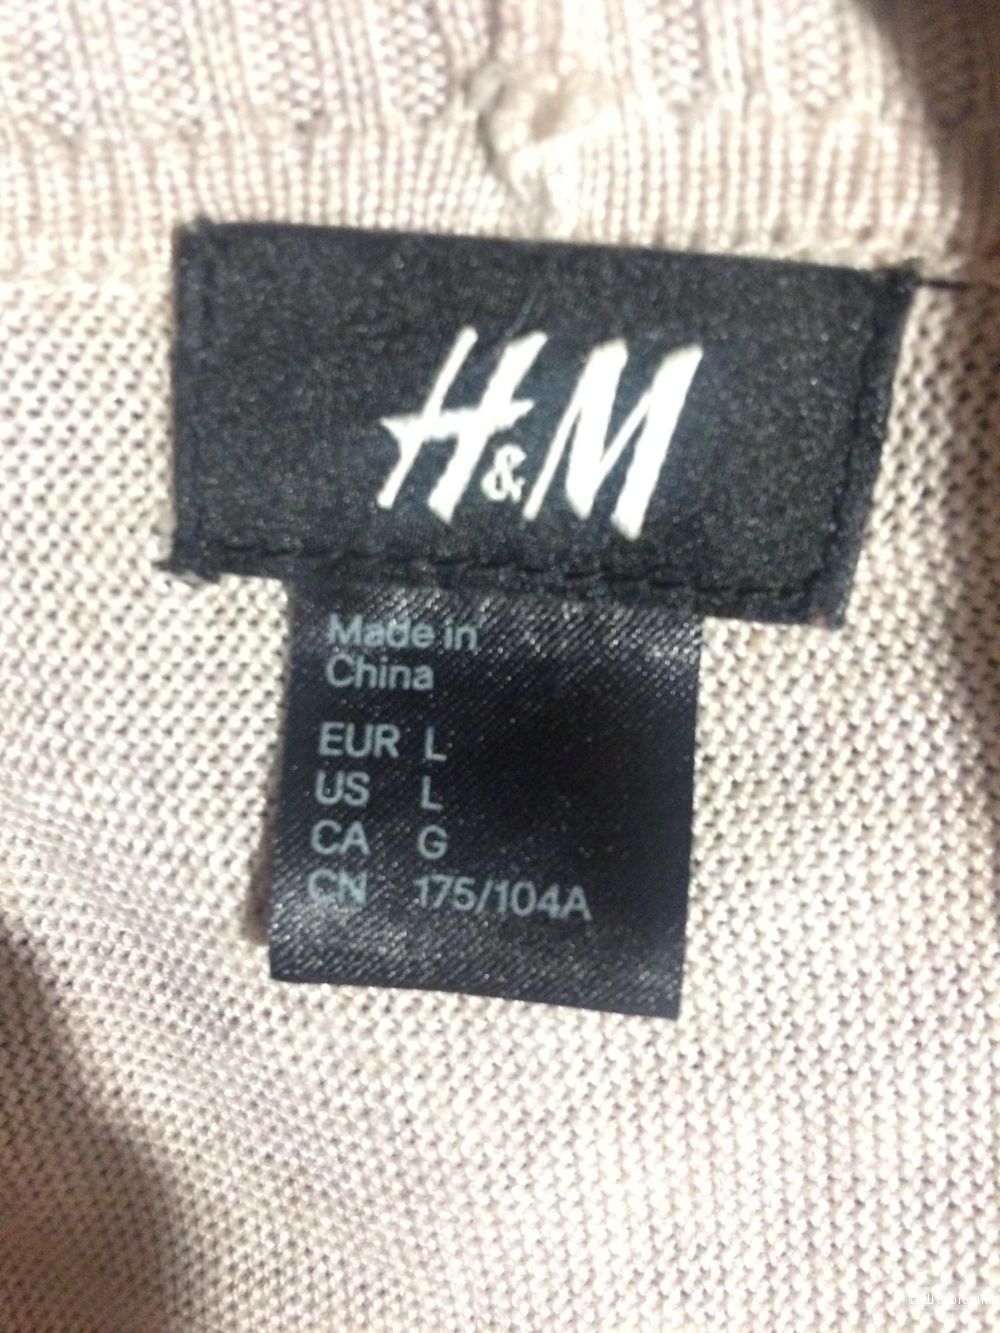 H&M
Made in
China
EUR L
US L
CA G
CN 175/104A